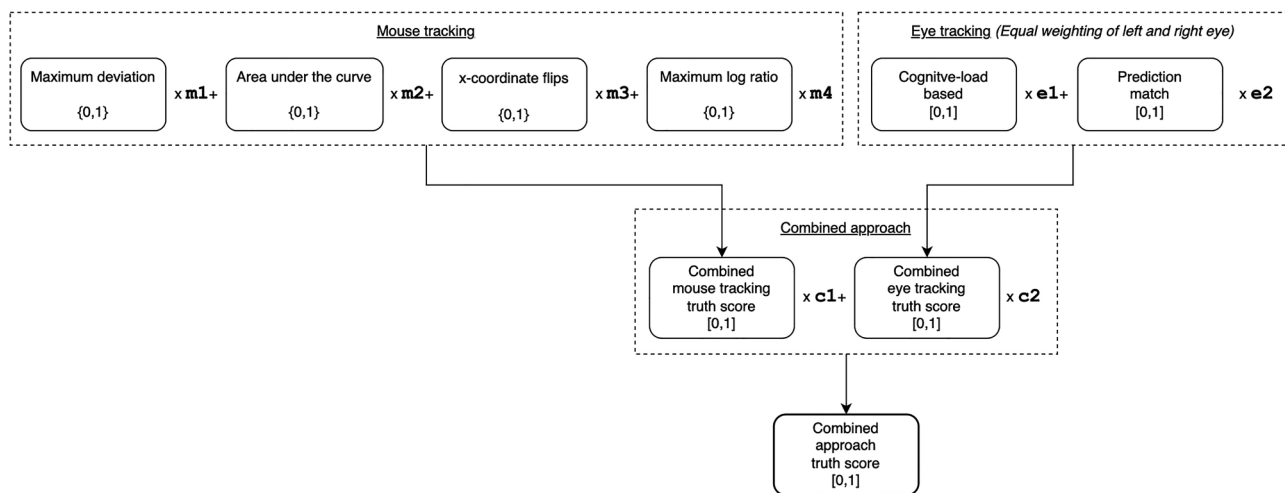 Mouse tracking
Maximum deviation
{0,1}
x m1+
Area under the curve
{0,1}
x m2+
x-coordinate flips
{0,1}
x m3+
Maximum log ratio
{0,1}
x m4
Eye tracking (Equal weighting of left and right eye)
Cognitve-load
based
[0,1]
x e1+
Prediction
match
[0,1]
x e2
Combined approach
Combined
mouse tracking
truth score
[0,1]
x c1+
Combined
eye tracking
truth score
[0,1]
x c2
Combined
approach
truth score
[0,1]